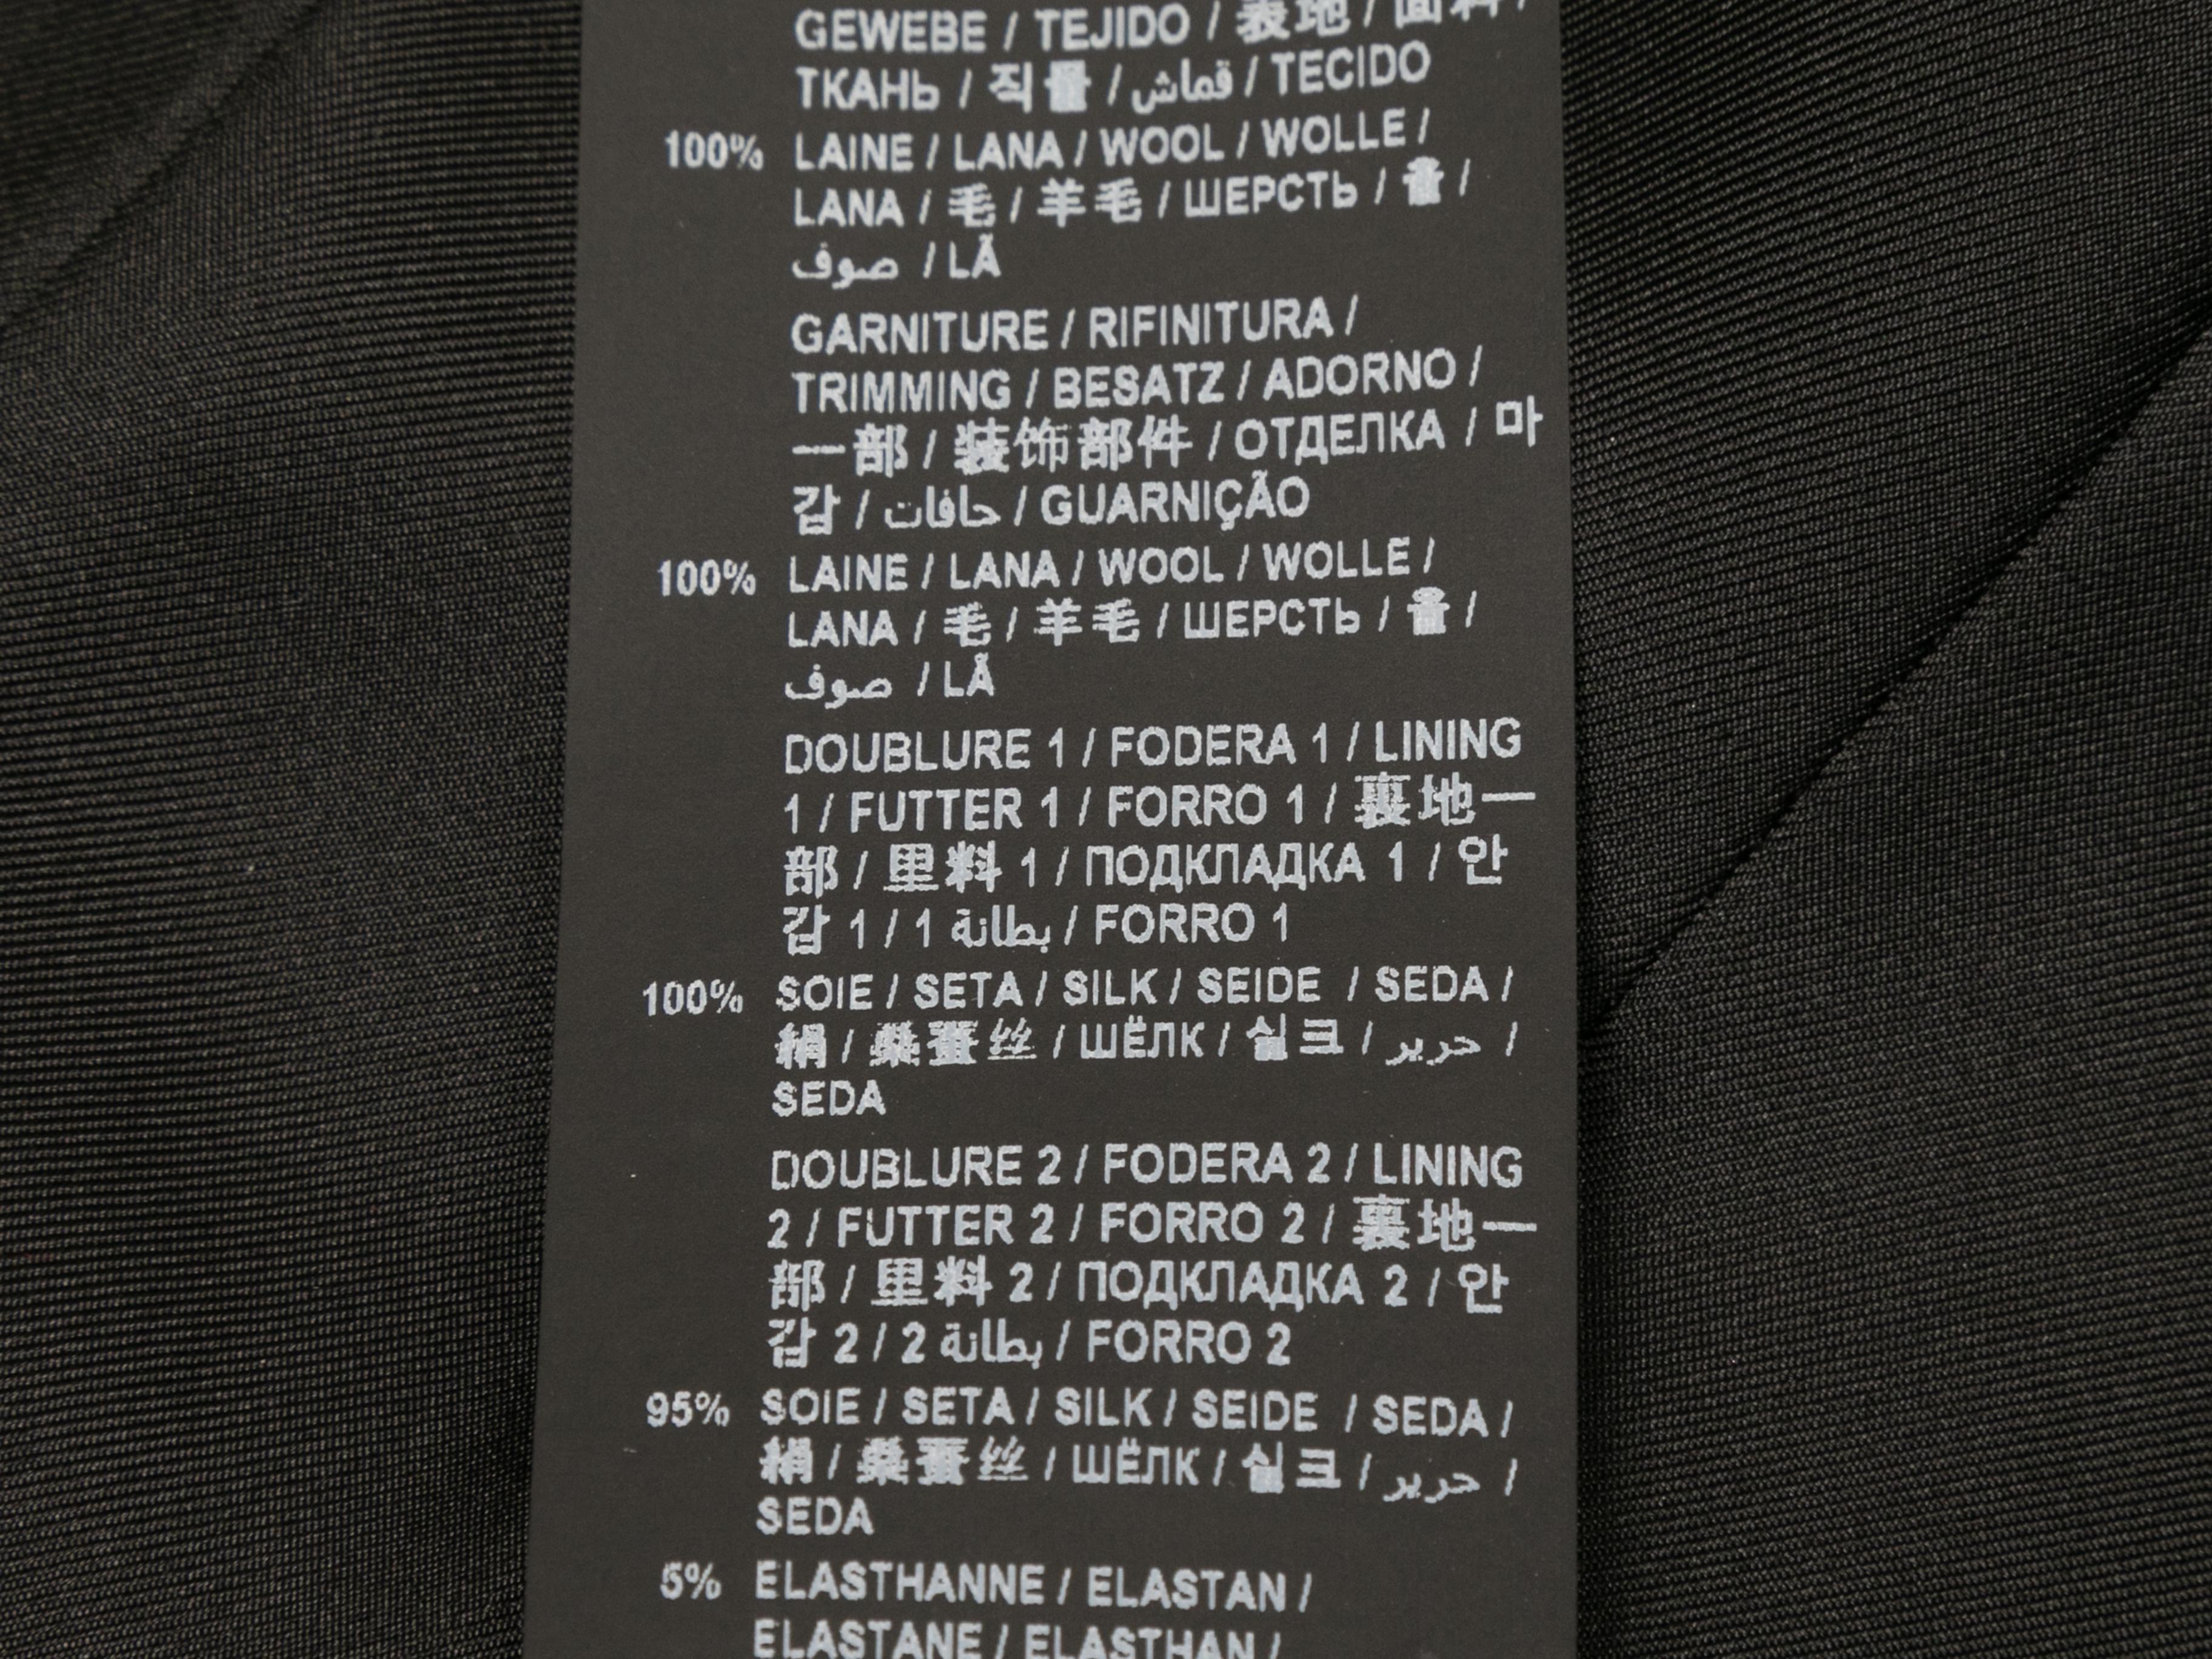 GEWEBE / TEJIDO / 表地 / 面料 /
ТКАНЬ / 직물 / قماش / TECIDO
100% LAINE / LANA / WOOL / WOLLE /
LANA / 毛 / 羊毛 / ШЕРСТЬ / 울 /
صوف / LÃ
GARNITURE / RIFINITURA /
TRIMMING / BESATZ / ADORNO /
一部 / 装饰部件 / ОТДЕЛКА / 마
감 / حافات / GUARNIÇÃO
100% LAINE / LANA / WOOL / WOLLE /
LANA / 毛 / 羊毛 / ШЕРСТЬ / 울 /
صوف / LÃ
DOUBLURE 1 / FODERA 1 / LINING
1 / FUTTER 1 / FORRO 1 / 裏地一
部 / 里料 1 / ПОДКЛАДКА 1 / 안
감 1 / 1 بطانة / FORRO 1
100% SOIE / SETA / SILK / SEIDE / SEDA /
絹 / 桑蚕丝 / ШЁЛК / 실크 / حرير /
SEDA
DOUBLURE 2 / FODERA 2 / LINING
2 / FUTTER 2 / FORRO 2 / 裏地一
部 / 里料 2 / ПОДКЛАДКА 2 / 안
감 2 / 2 بطانة / FORRO 2
95% SOIE / SETA / SILK / SEIDE / SEDA /
絹 / 桑蚕丝 / ШЁЛК / 실크 / حرير /
SEDA
5% ELASTHANNE / ELASTAN /
ELASTANE / ELASTHAN /